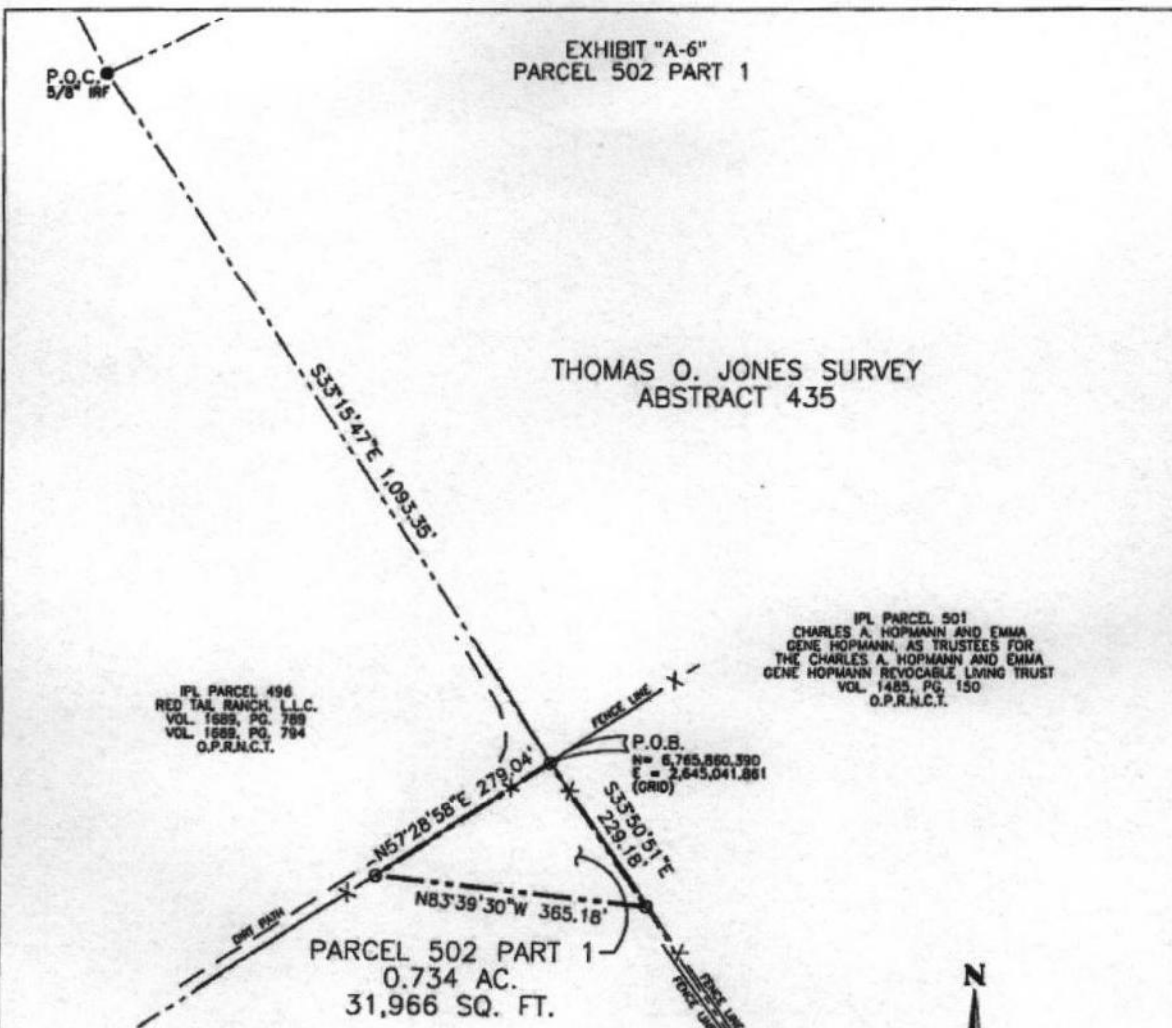 EXHIBIT "A-6"
PARCEL 502 PART 1
P.O.C.
5/8" IRF
THOMAS O. JONES SURVEY
ABSTRACT 435
S33°15'47"E 1,093.35'
IPL PARCEL 501
CHARLES A. HOPMANN AND EMMA
GENE HOPMANN, AS TRUSTEES FOR
THE CHARLES A. HOPMANN AND EMMA
GENE HOPMANN REVOCABLE LIVING TRUST
VOL. 1485, PG. 150
O.P.R.N.C.T.
IPL PARCEL 496
RED TAIL RANCH, L.L.C.
VOL. 1689, PG. 789
VOL. 1689, PG. 794
O.P.R.N.C.T.
FENCE LINE
P.O.B.
N= 6,765,860.390
E = 2,645,041.861
(GRID)
N57°28'58"E 279.04'
S33°50'51"E
229.18'
N83°39'30"W 365.18'
DIRT PATH
PARCEL 502 PART 1
0.734 AC.
31,966 SQ. FT.
FENCE LINE
FENCE LINE
N